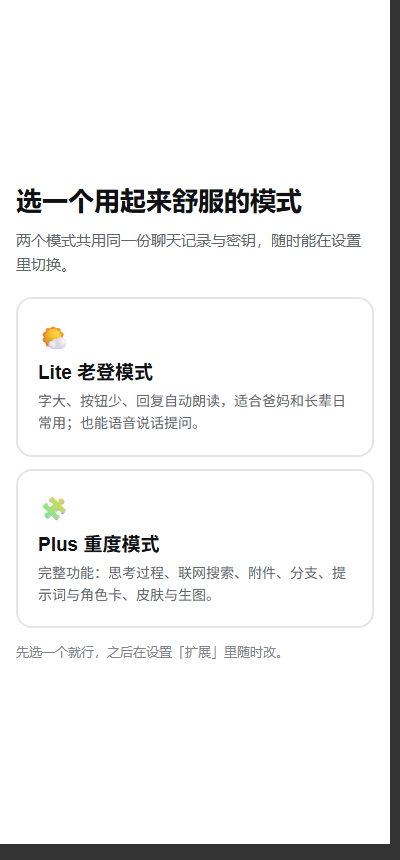 选一个用起来舒服的模式
两个模式共用同一份聊天记录与密钥，随时能在设置
里切换。
Lite 老登模式
字大、按钮少、回复自动朗读，适合爸妈和长辈日
常用；也能语音说话提问。
Plus 重度模式
完整功能：思考过程、联网搜索、附件、分支、提
示词与角色卡、皮肤与生图。
先选一个就行，之后在设置「扩展」里随时改。